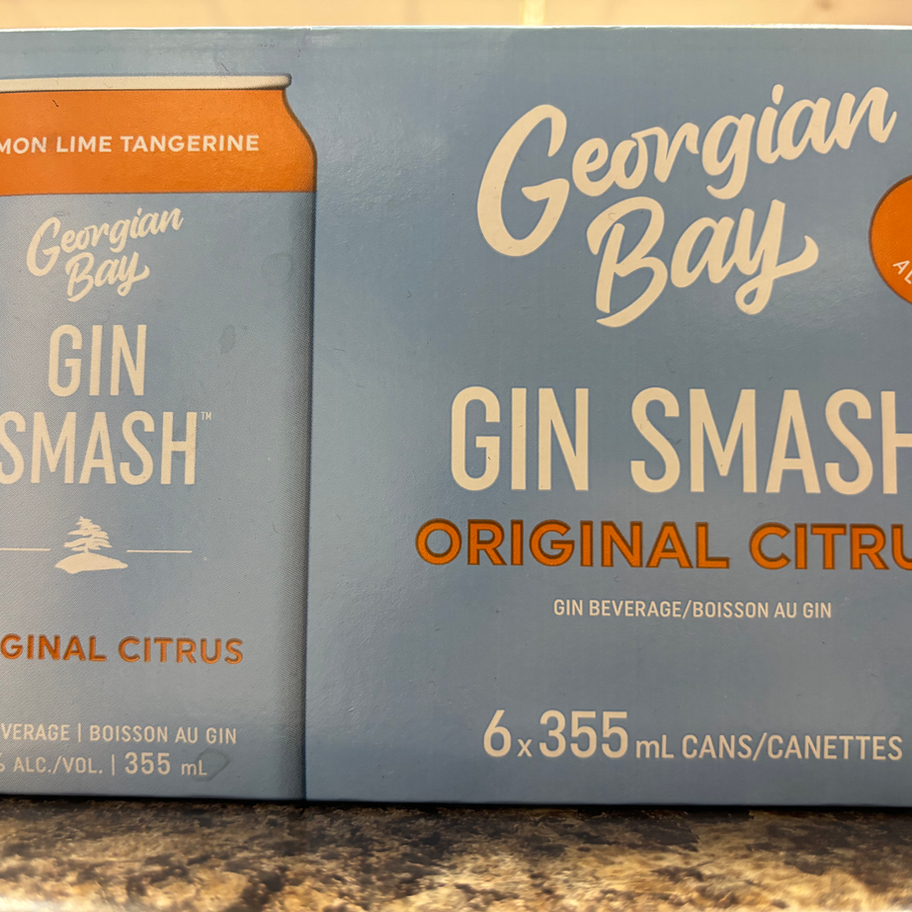 MON LIME TANGERINE
Georgian
Bay
GIN
SMASH™
GINAL CITRUS
VERAGE | BOISSON AU GIN
% ALC./VOL. | 355 mL
Georgian
Bay
GIN SMASH
ORIGINAL CITRU
GIN BEVERAGE/BOISSON AU GIN
6 x 355 mL CANS/CANETTES
AL